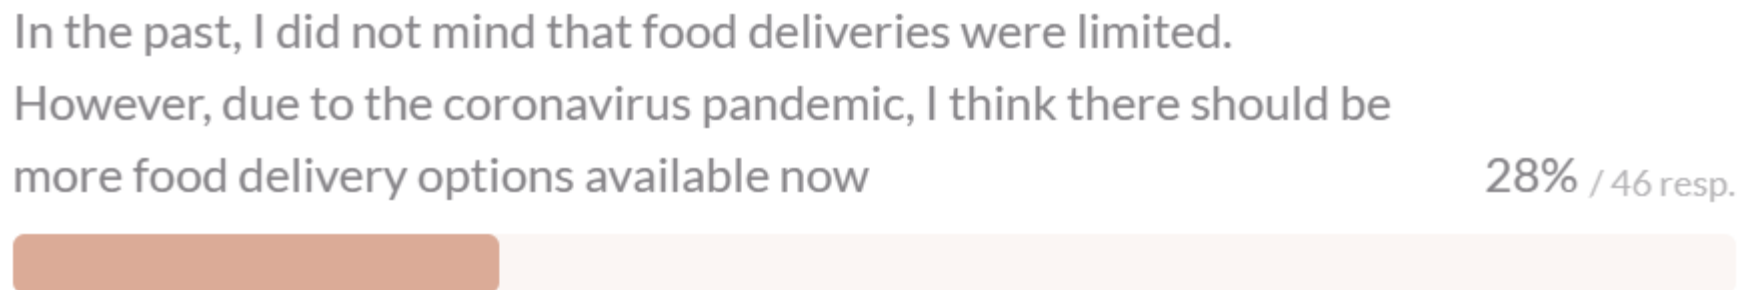 In the past, I did not mind that food deliveries were limited.
However, due to the coronavirus pandemic, I think there should be
more food delivery options available now
28% / 46 resp.